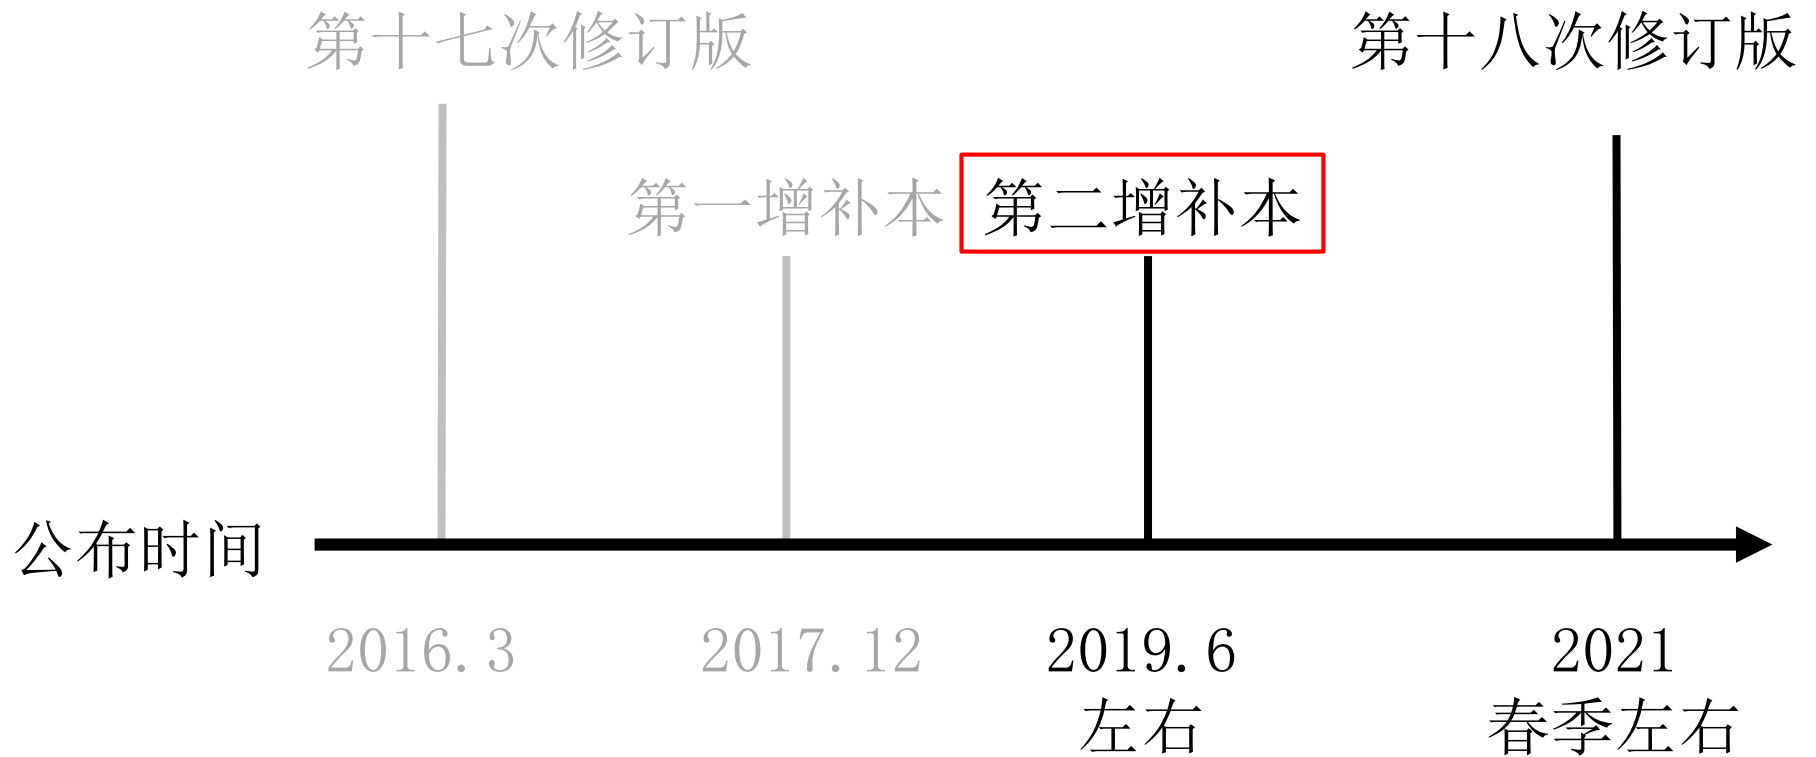 第十七次修订版
第十八次修订版
第一增补本
第二增补本
公布时间
2016.3
2017.12
2019.6
左右
2021
春季左右